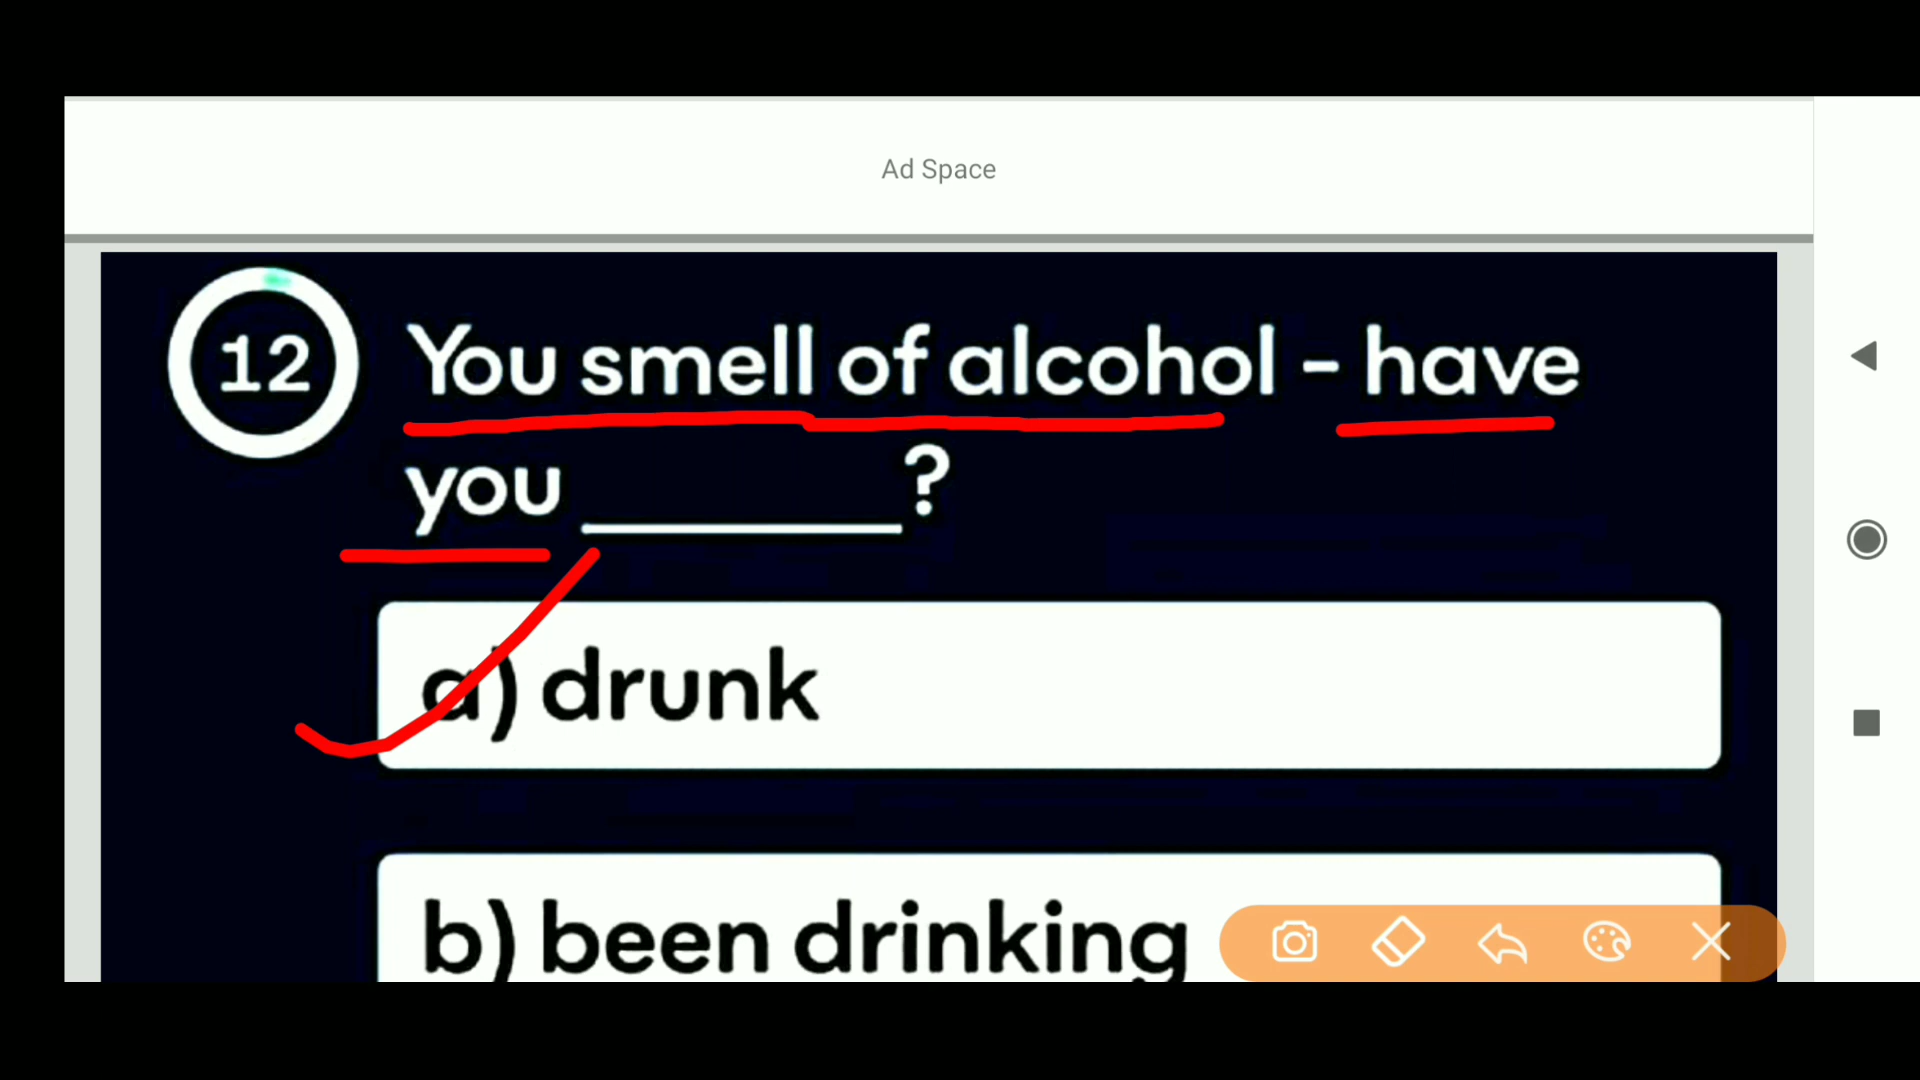 Ad Space
12 You smell of alcohol - have
you ________?
a) drunk
b) been drinking